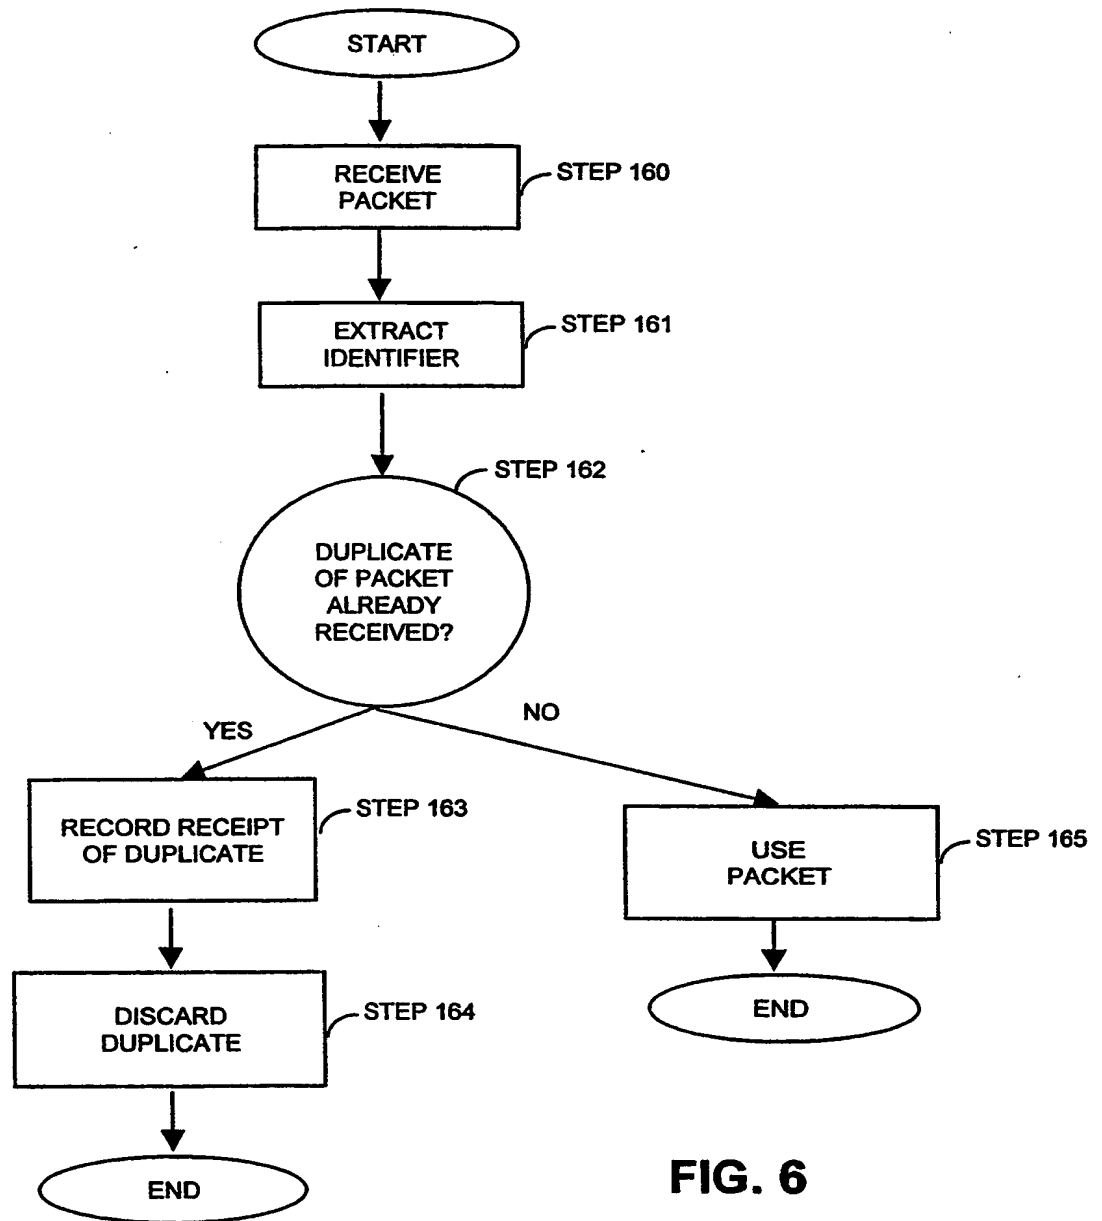 START
RECEIVE
PACKET
STEP 160
EXTRACT
IDENTIFIER
STEP 161
STEP 162
DUPLICATE
OF PACKET
ALREADY
RECEIVED?
YES
NO
RECORD RECEIPT
OF DUPLICATE
STEP 163
USE
PACKET
STEP 165
DISCARD
DUPLICATE
STEP 164
END
END
FIG. 6